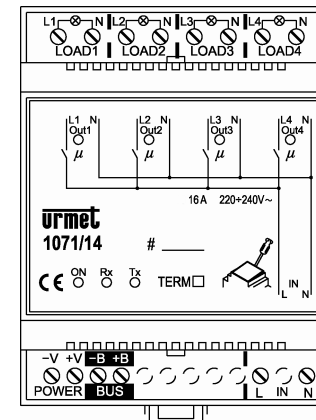 L1 N L2 N L3 N L4 N
LOAD1 LOAD2 LOAD3 LOAD4
L1 N L2 N L3 N L4 N
Out1 Out2 Out3 Out4
μ μ μ μ
16 A 220÷240V~
urmet
1071/14 #
CE ON Rx Tx TERM
IN
L N
-V +V -B +B
POWER BUS L IN N